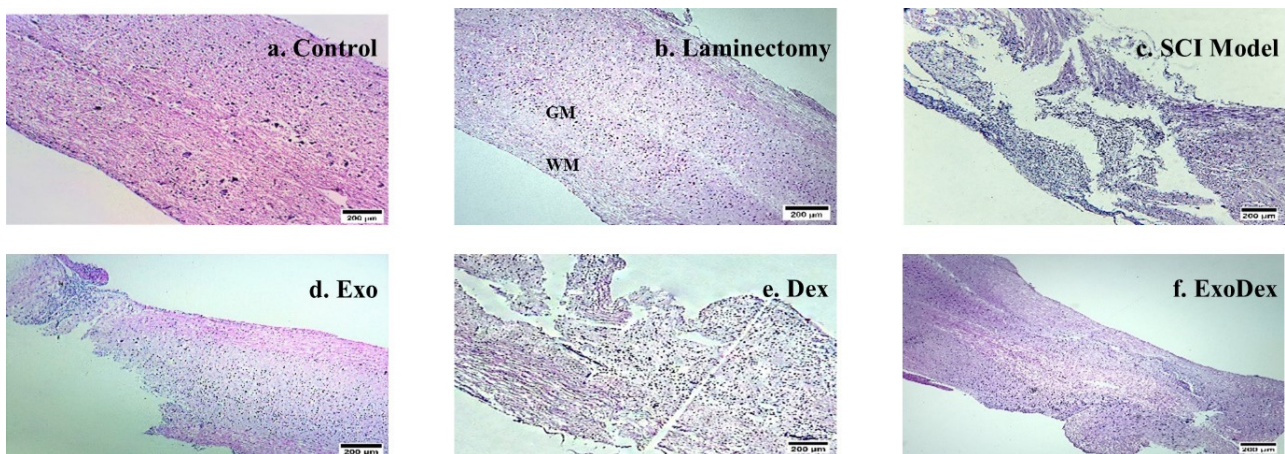 a. Control
200 µm
b. Laminectomy
GM
WM
200 µm
c. SCI Model
200 µm
d. Exo
200 µm
e. Dex
200 µm
f. ExoDex
200 µm